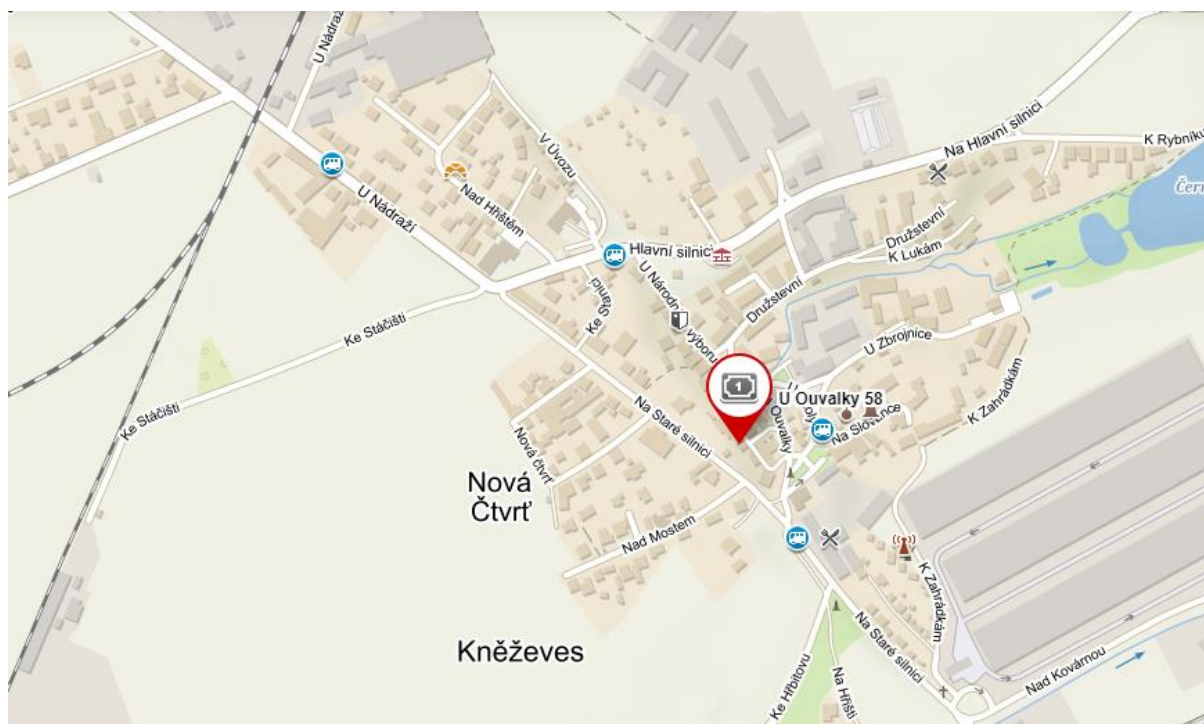 U Nádraží
V Úvozu
Na Hlavní silnici
K Rybníku
U Nádraží
Nad Hřištěm
Družstevní
K Lukám
Hlavní silnici
U Národního výboru
Ke Stanici
Družstevní
Ke Stáčišti
U Zbrojnice
1
U Ouvalky 58
K Zahrádkám
Ouvalky
Na Slovance
Ke Stáčišti
Na Staré silnici
Nová čtvrť
Nová
Čtvrť
Nad Mostem
K Zahrádkám
Kněževes
Na Staré silnici
Ke Hřbitovu
Na Hřišti
Nad Kovárnou